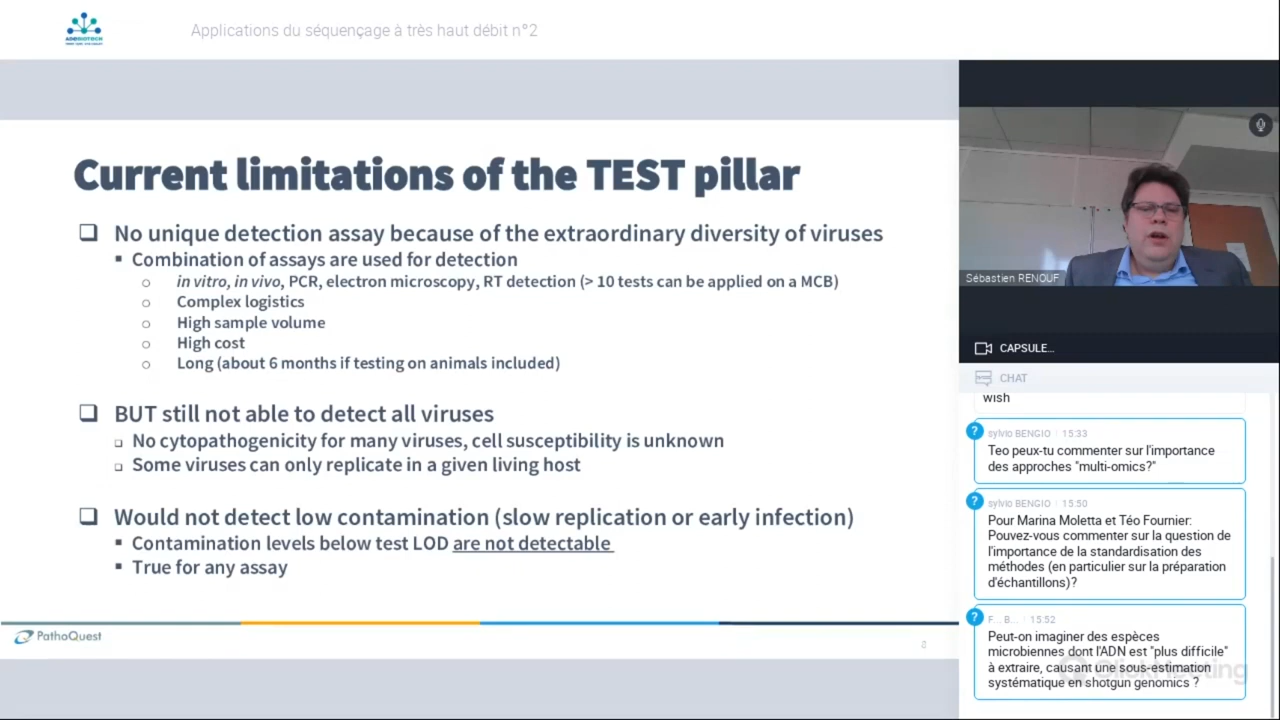 ADEBIOTECH
Applications du séquençage à très haut débit n°2
Current limitations of the TEST pillar
No unique detection assay because of the extraordinary diversity of viruses
Combination of assays are used for detection
in vitro, in vivo, PCR, electron microscopy, RT detection (> 10 tests can be applied on a MCB)
Complex logistics
High sample volume
High cost
Long (about 6 months if testing on animals included)
BUT still not able to detect all viruses
No cytopathogenicity for many viruses, cell susceptibility is unknown
Some viruses can only replicate in a given living host
Would not detect low contamination (slow replication or early infection)
Contamination levels below test LOD are not detectable
True for any assay
PathoQuest
8
Sébastien RENOUF
CAPSULE...
CHAT
wish
?
sylvio BENGIO | 15:33
Teo peux-tu commenter sur l'importance
des approches "multi-omics?"
?
sylvio BENGIO | 15:50
Pour Marina Moletta et Téo Fournier:
Pouvez-vous commenter sur la question de
l'importance de la standardisation des
méthodes (en particulier sur la préparation
d'échantillons)?
?
F... B... | 15:52
Peut-on imaginer des espèces
microbiennes dont l'ADN est "plus difficile"
à extraire, causant une sous-estimation
systématique en shotgun genomics ?
ClickMeeting